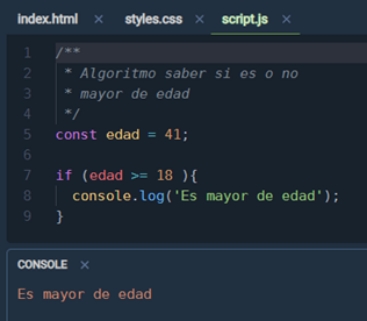 index.html × styles.css × script.js ×
1 /**
2 * Algoritmo saber si es o no
3 * mayor de edad
4 */
5 const edad = 41;
6
7 if (edad >= 18 ){
8 console.log('Es mayor de edad');
9 }
CONSOLE ×
Es mayor de edad